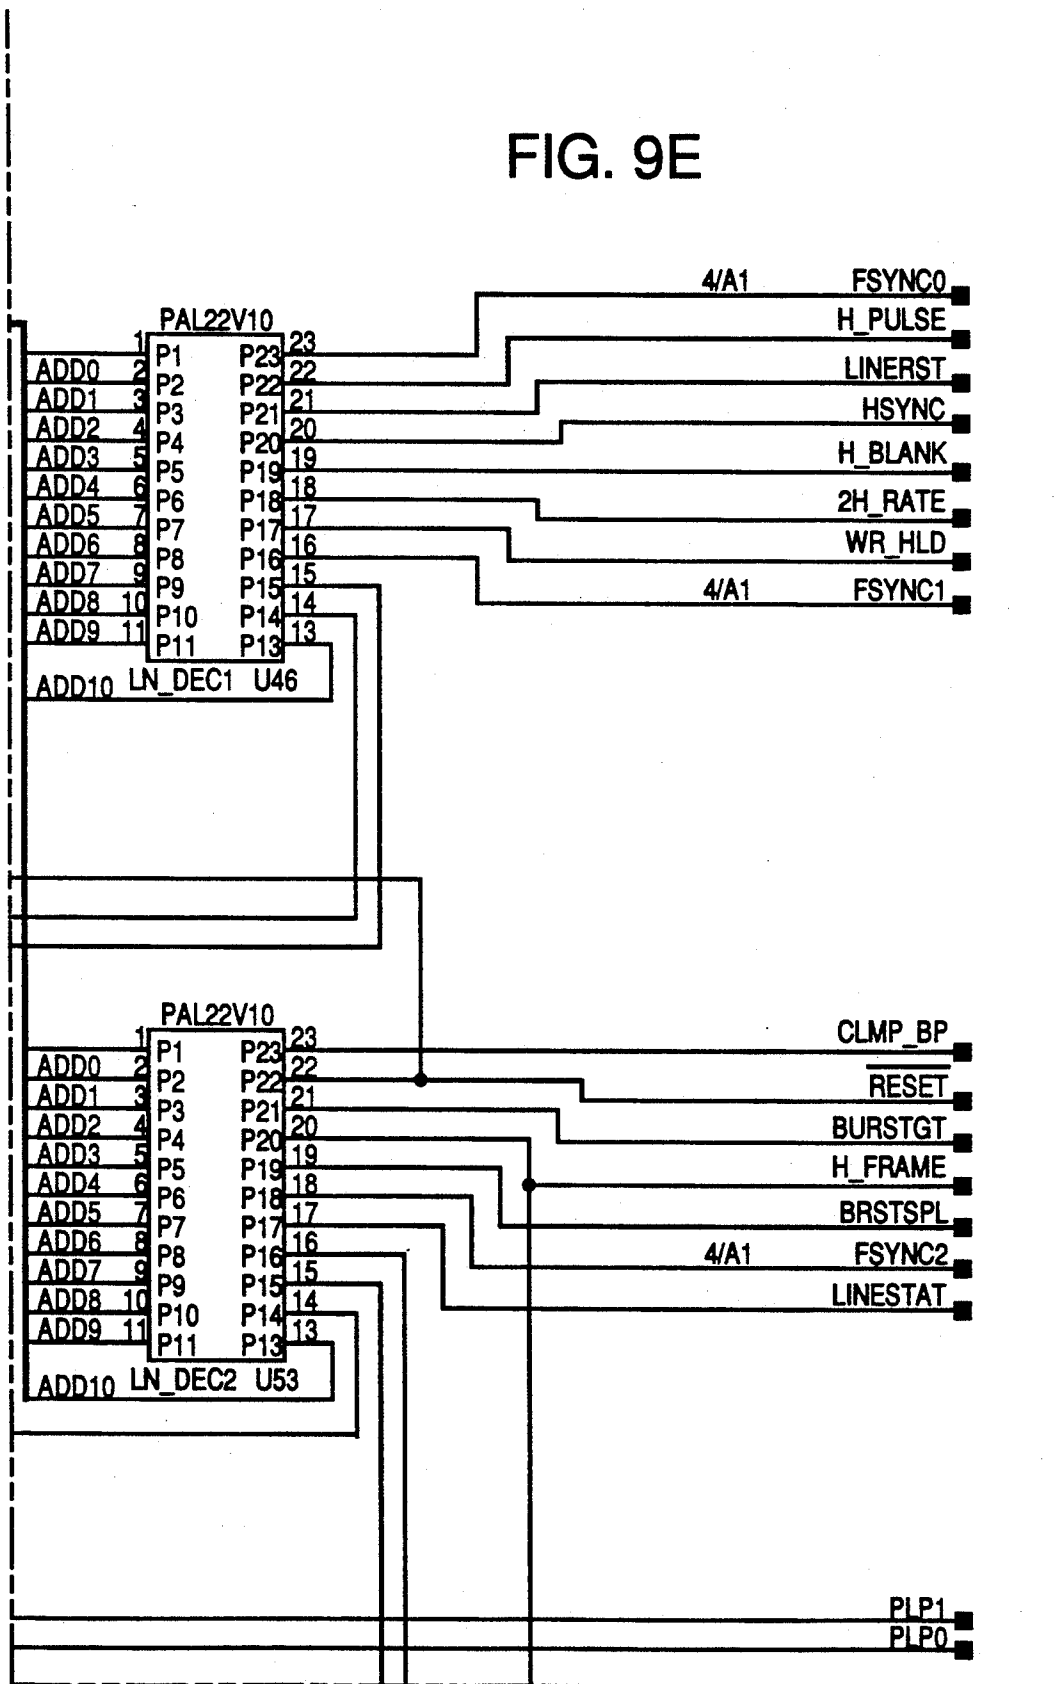 FIG. 9E
4/A1 FSYNC0
H_PULSE
LINERST
HSYNC
H_BLANK
2H_RATE
WR_HLD
4/A1 FSYNC1
PAL22V10
1 P1 P23 23
ADD0 2 P2 P22 22
ADD1 3 P3 P21 21
ADD2 4 P4 P20 20
ADD3 5 P5 P19 19
ADD4 6 P6 P18 18
ADD5 7 P7 P17 17
ADD6 8 P8 P16 16
ADD7 9 P9 P15 15
ADD8 10 P10 P14 14
ADD9 11 P11 P13 13
ADD10 LN_DEC1 U46
PAL22V10
1 P1 P23 23
ADD0 2 P2 P22 22
ADD1 3 P3 P21 21
ADD2 4 P4 P20 20
ADD3 5 P5 P19 19
ADD4 6 P6 P18 18
ADD5 7 P7 P17 17
ADD6 8 P8 P16 16
ADD7 9 P9 P15 15
ADD8 10 P10 P14 14
ADD9 11 P11 P13 13
ADD10 LN_DEC2 U53
CLMP_BP
RESET
BURSTGT
H_FRAME
BRSTSPL
4/A1 FSYNC2
LINESTAT
PLP1
PLP0